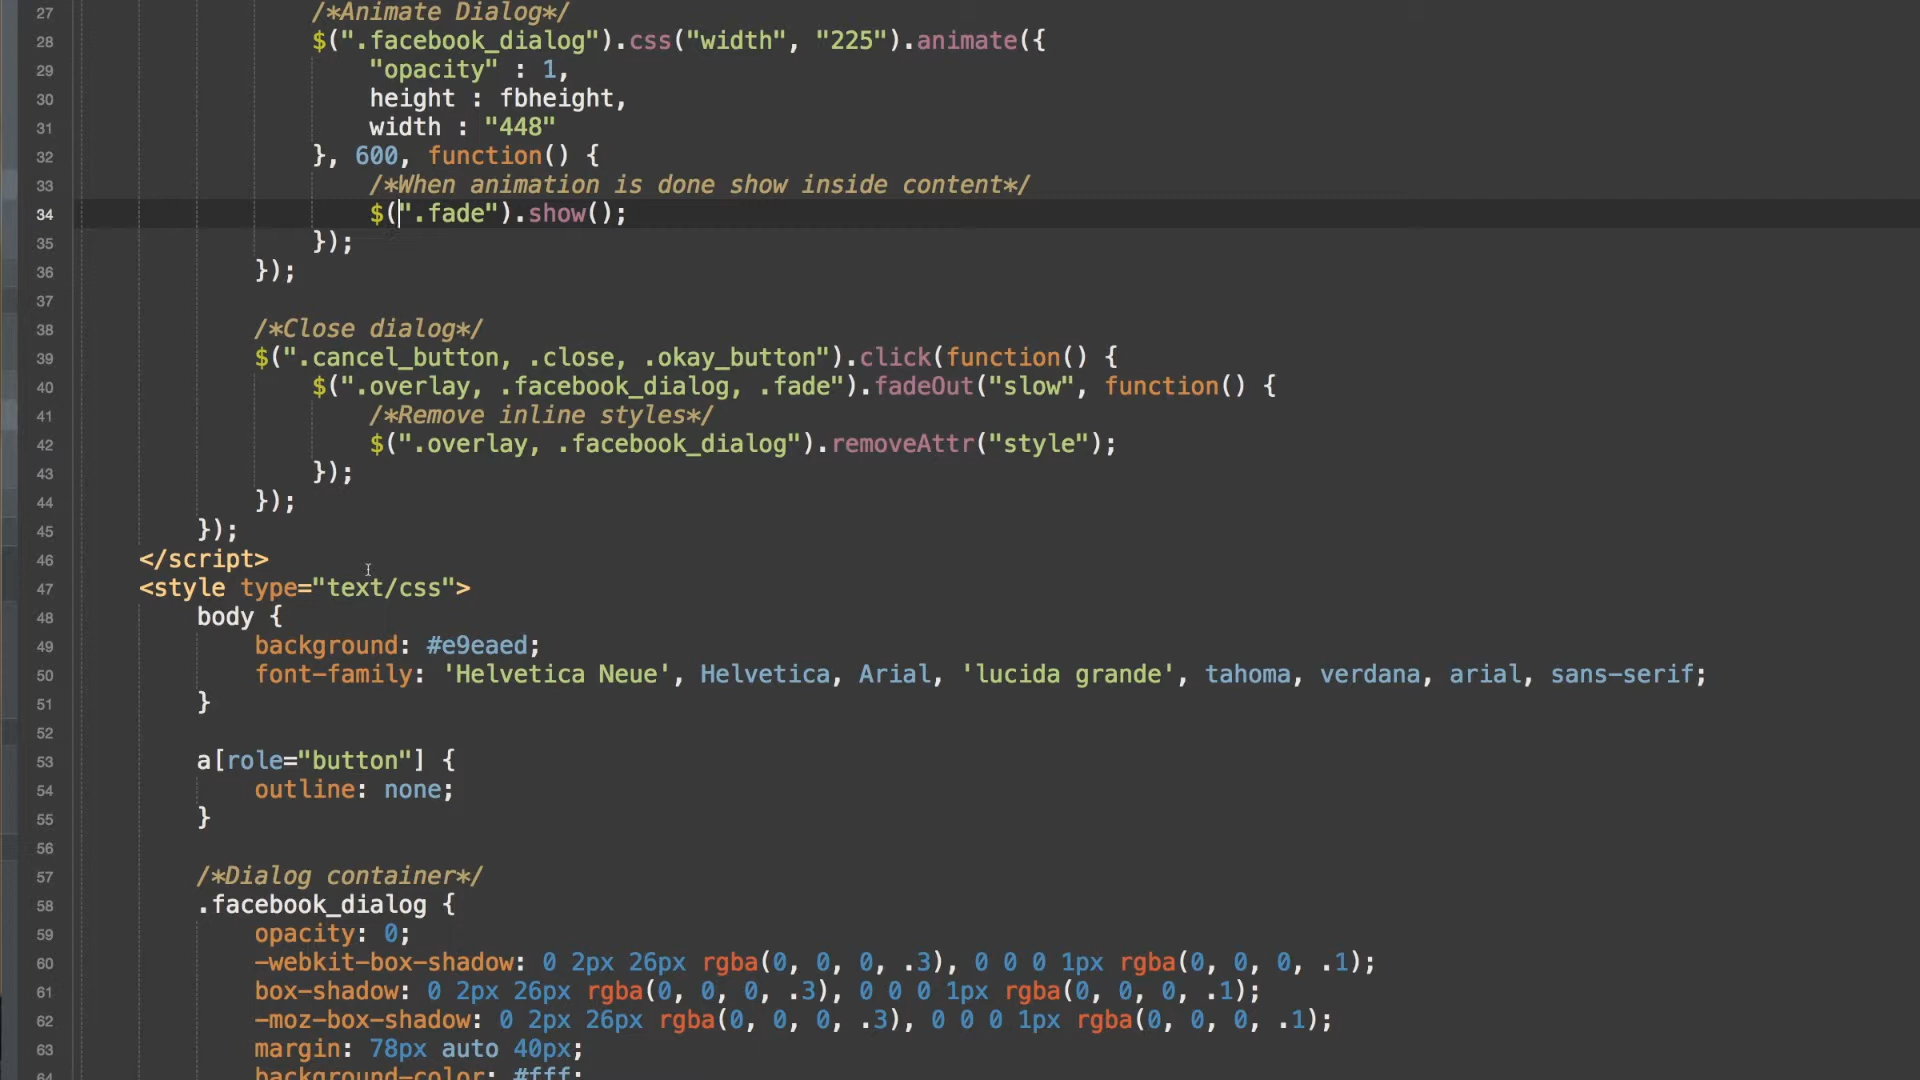 27 /*Animate Dialog*/
28 $(".facebook_dialog").css("width", "225").animate({
29 "opacity" : 1,
30 height : fbheight,
31 width : "448"
32 }, 600, function() {
33 /*When animation is done show inside content*/
34 $(".fade").show();
35 });
36 });
37
38 /*Close dialog*/
39 $(".cancel_button, .close, .okay_button").click(function() {
40 $(".overlay, .facebook_dialog, .fade").fadeOut("slow", function() {
41 /*Remove inline styles*/
42 $(".overlay, .facebook_dialog").removeAttr("style");
43 });
44 });
45 });
46 </script>
47 <style type="text/css">
48 body {
49 background: #e9eaed;
50 font-family: 'Helvetica Neue', Helvetica, Arial, 'lucida grande', tahoma, verdana, arial, sans-serif;
51 }
52
53 a[role="button"] {
54 outline: none;
55 }
56
57 /*Dialog container*/
58 .facebook_dialog {
59 opacity: 0;
60 -webkit-box-shadow: 0 2px 26px rgba(0, 0, 0, .3), 0 0 0 1px rgba(0, 0, 0, .1);
61 box-shadow: 0 2px 26px rgba(0, 0, 0, .3), 0 0 0 1px rgba(0, 0, 0, .1);
62 -moz-box-shadow: 0 2px 26px rgba(0, 0, 0, .3), 0 0 0 1px rgba(0, 0, 0, .1);
63 margin: 78px auto 40px;
64 background-color: #fff;